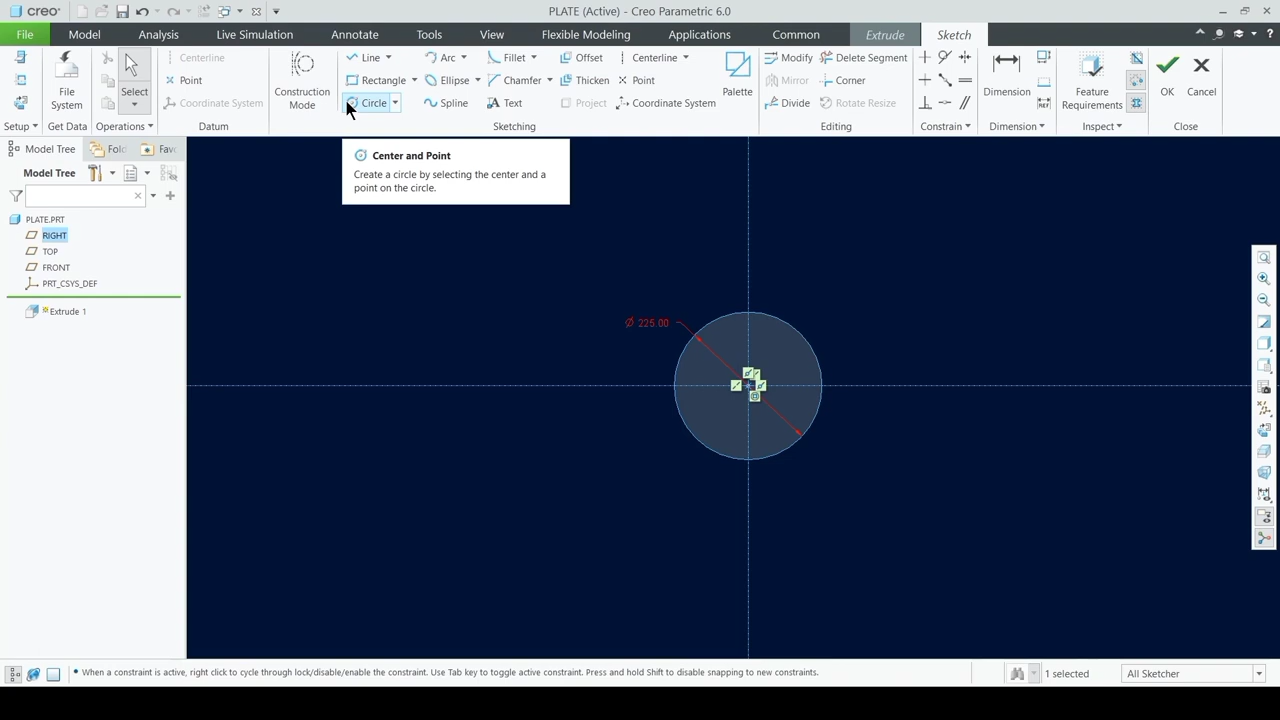 creo
PLATE (Active) - Creo Parametric 6.0
File Model Analysis Live Simulation Annotate Tools View Flexible Modeling Applications Common Extrude Sketch
Centerline
Point
Coordinate System
File System
Select
Construction Mode
Line Arc Fillet Offset Centerline
Rectangle Ellipse Chamfer Thicken Point
Circle Spline Text Project Coordinate System
Palette
Modify Delete Segment
Mirror Corner
Divide Rotate Resize
Dimension
Feature Requirements
OK Cancel
Setup Get Data Operations Datum Sketching Editing Constrain Dimension Inspect Close
Model Tree Fol Fav
Model Tree
PLATE.PRT
RIGHT
TOP
FRONT
PRT_CSYS_DEF
Extrude 1
Center and Point
Create a circle by selecting the center and a
point on the circle.
Ø 225.00
• When a constraint is active, right click to cycle through lock/disable/enable the constraint. Use Tab key to toggle active constraint. Press and hold Shift to disable snapping to new constraints.
1 selected
All Sketcher